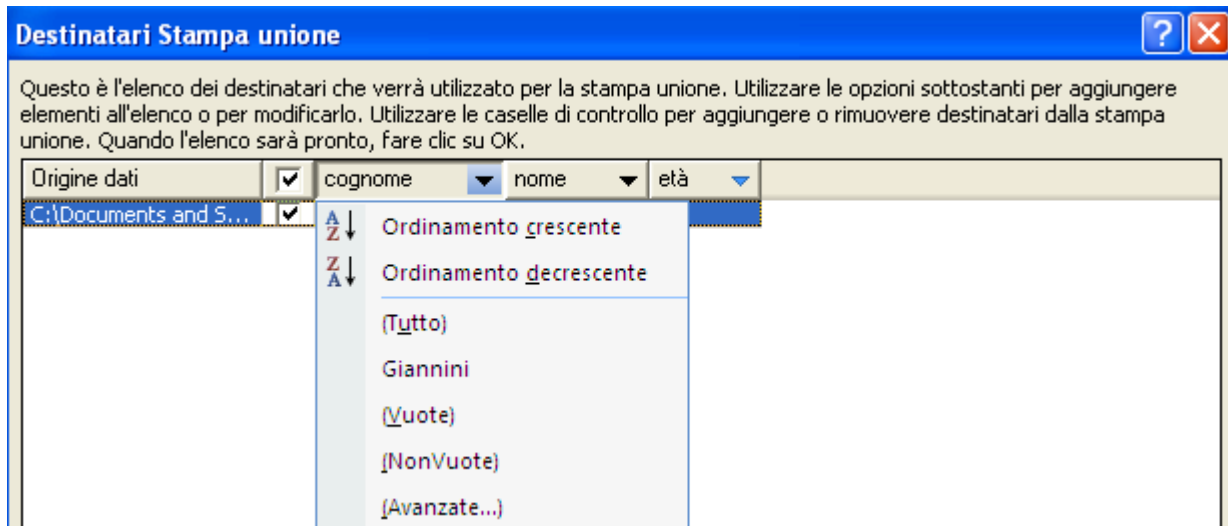 Destinatari Stampa unione
Questo è l'elenco dei destinatari che verrà utilizzato per la stampa unione. Utilizzare le opzioni sottostanti per aggiungere
elementi all'elenco o per modificarlo. Utilizzare le caselle di controllo per aggiungere o rimuovere destinatari dalla stampa
unione. Quando l'elenco sarà pronto, fare clic su OK.
Origine dati cognome nome età
C:\Documents and S...
Ordinamento crescente
Ordinamento decrescente
(Tutto)
Giannini
(Vuote)
(NonVuote)
(Avanzate...)